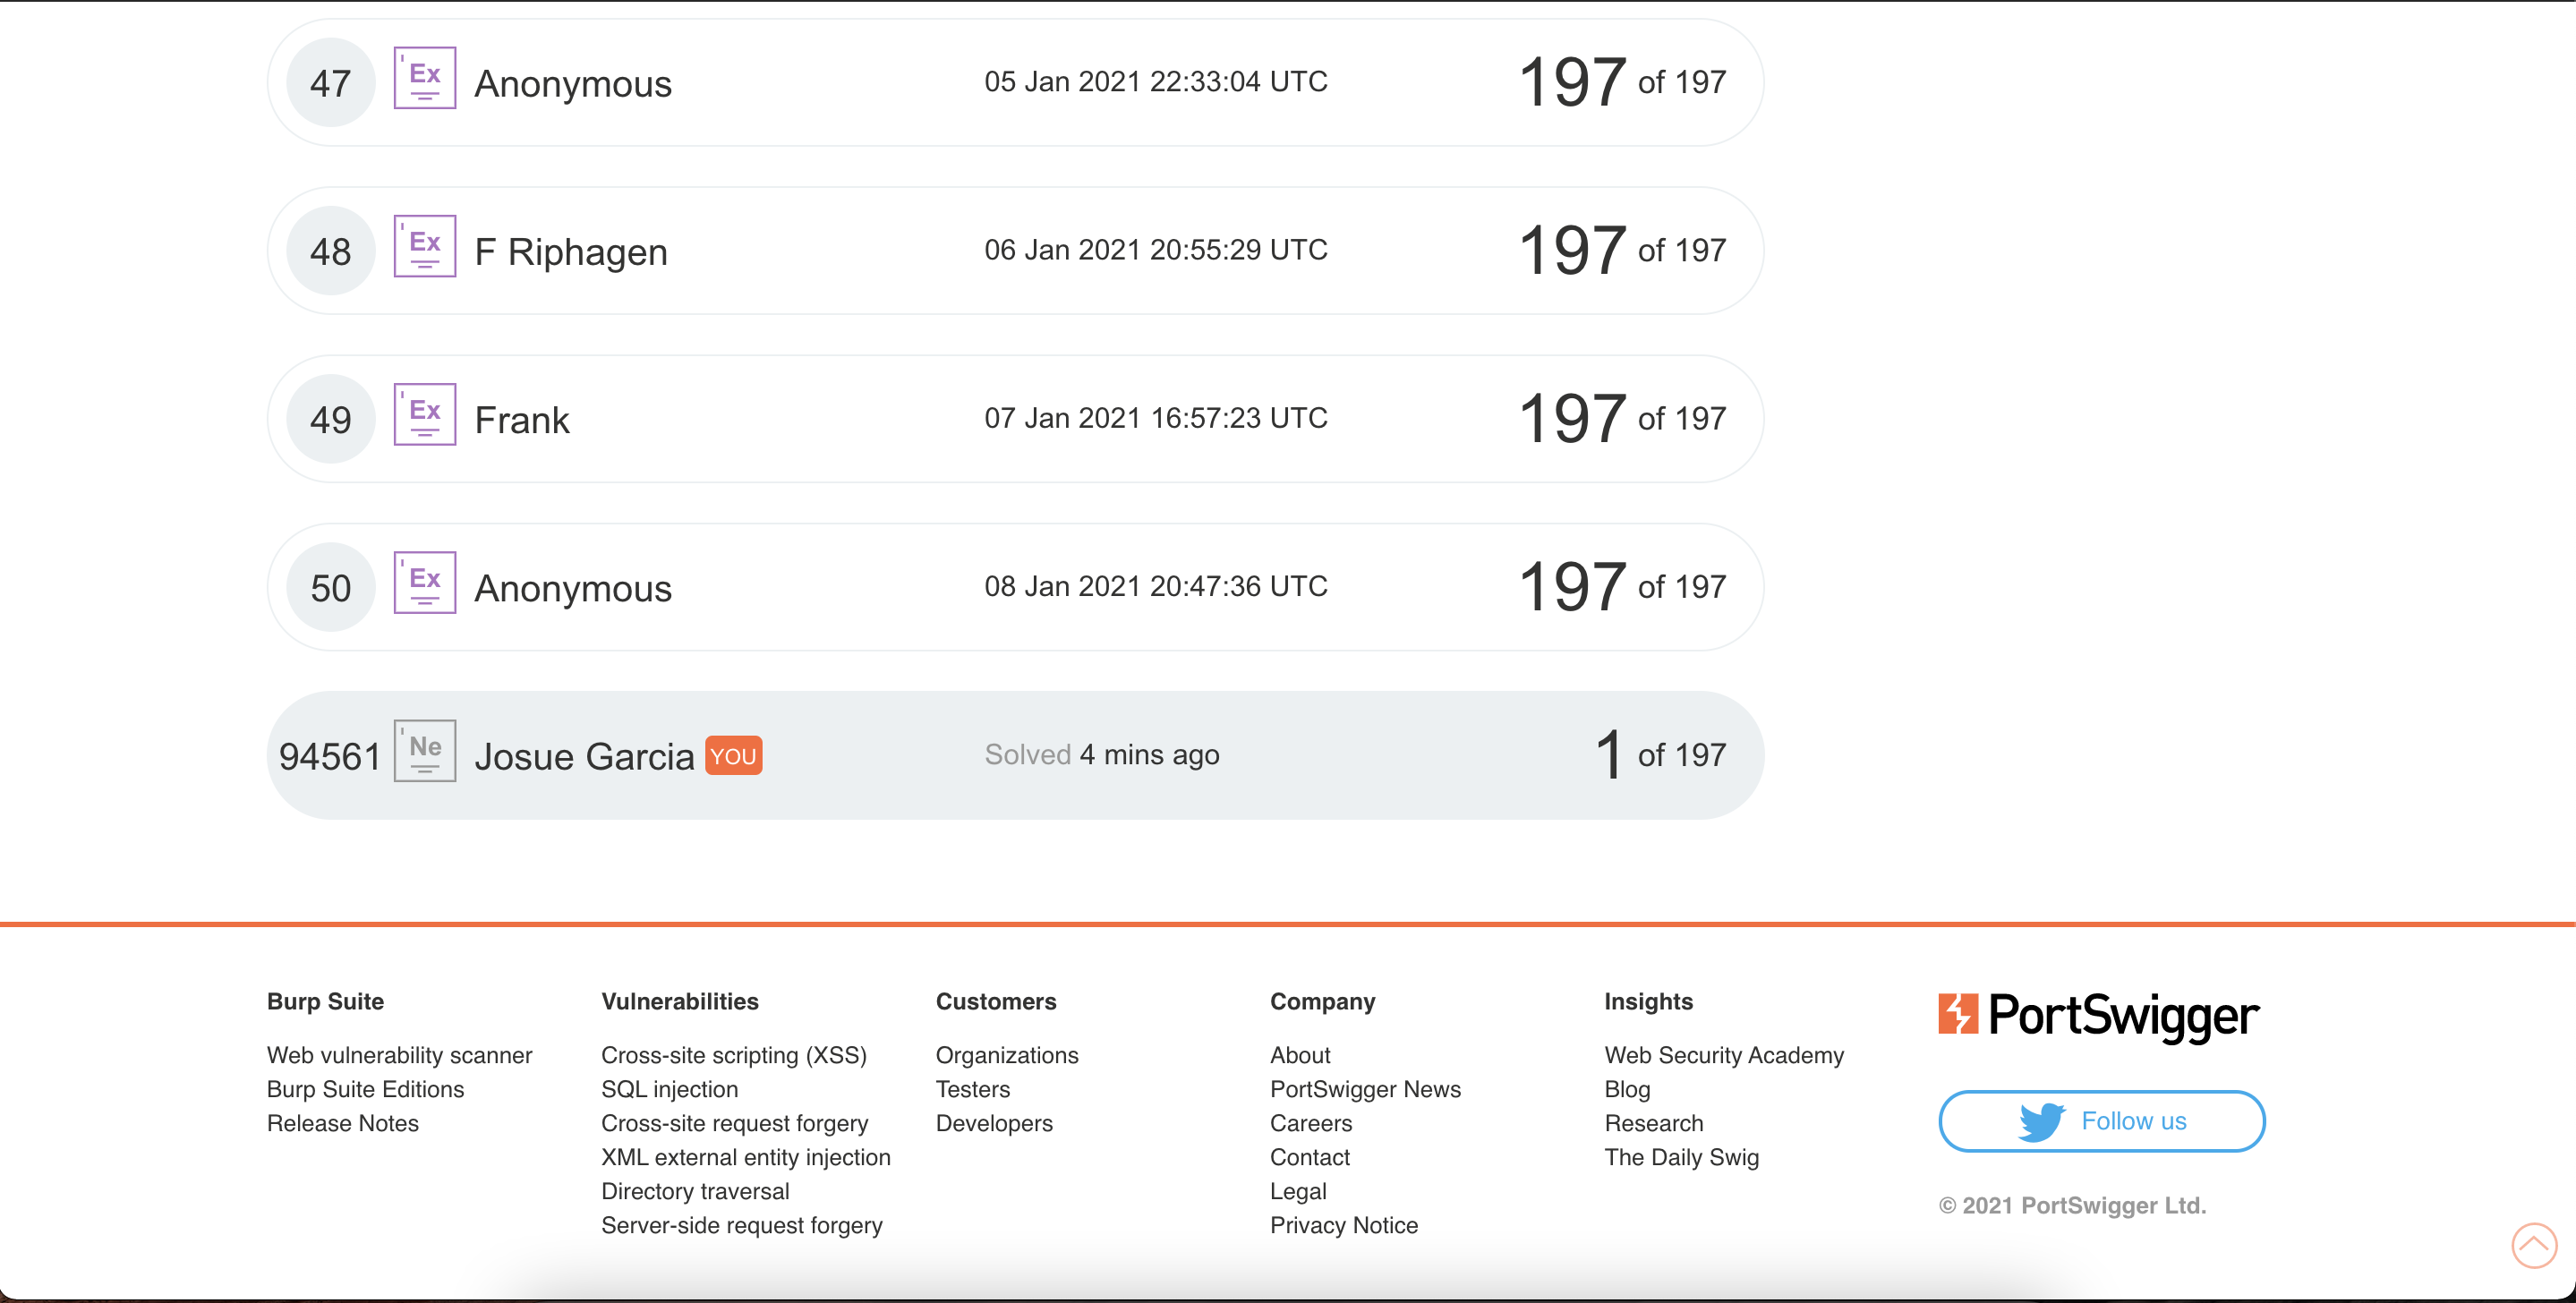 47 Ex Anonymous 05 Jan 2021 22:33:04 UTC 197 of 197
48 Ex F Riphagen 06 Jan 2021 20:55:29 UTC 197 of 197
49 Ex Frank 07 Jan 2021 16:57:23 UTC 197 of 197
50 Ex Anonymous 08 Jan 2021 20:47:36 UTC 197 of 197
94561 Ne Josue Garcia YOU Solved 4 mins ago 1 of 197
Burp Suite
Web vulnerability scanner
Burp Suite Editions
Release Notes
Vulnerabilities
Cross-site scripting (XSS)
SQL injection
Cross-site request forgery
XML external entity injection
Directory traversal
Server-side request forgery
Customers
Organizations
Testers
Developers
Company
About
PortSwigger News
Careers
Contact
Legal
Privacy Notice
Insights
Web Security Academy
Blog
Research
The Daily Swig
PortSwigger
Follow us
© 2021 PortSwigger Ltd.